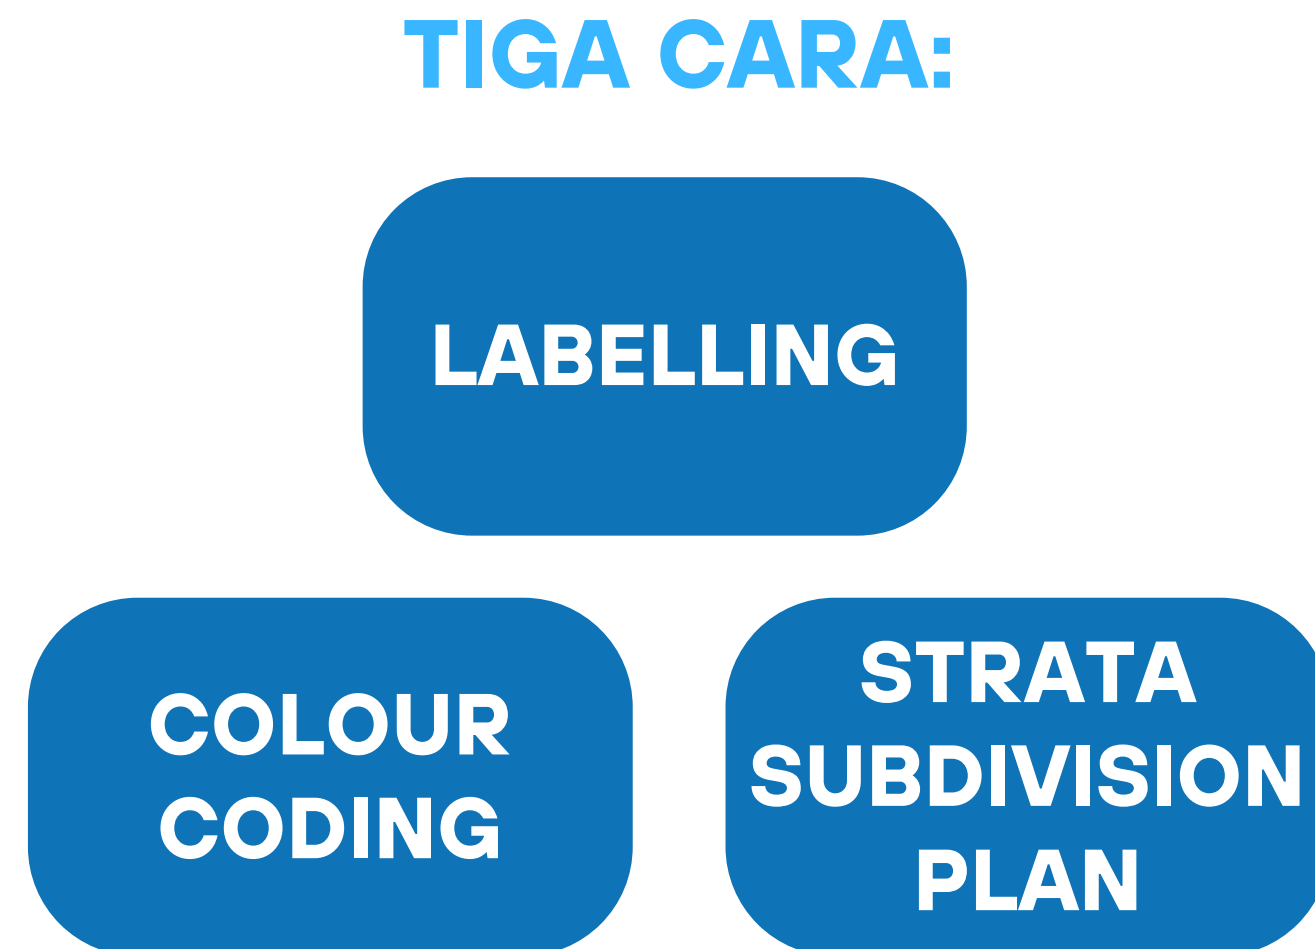 TIGA CARA:
LABELLING
COLOUR
CODING
STRATA
SUBDIVISION
PLAN